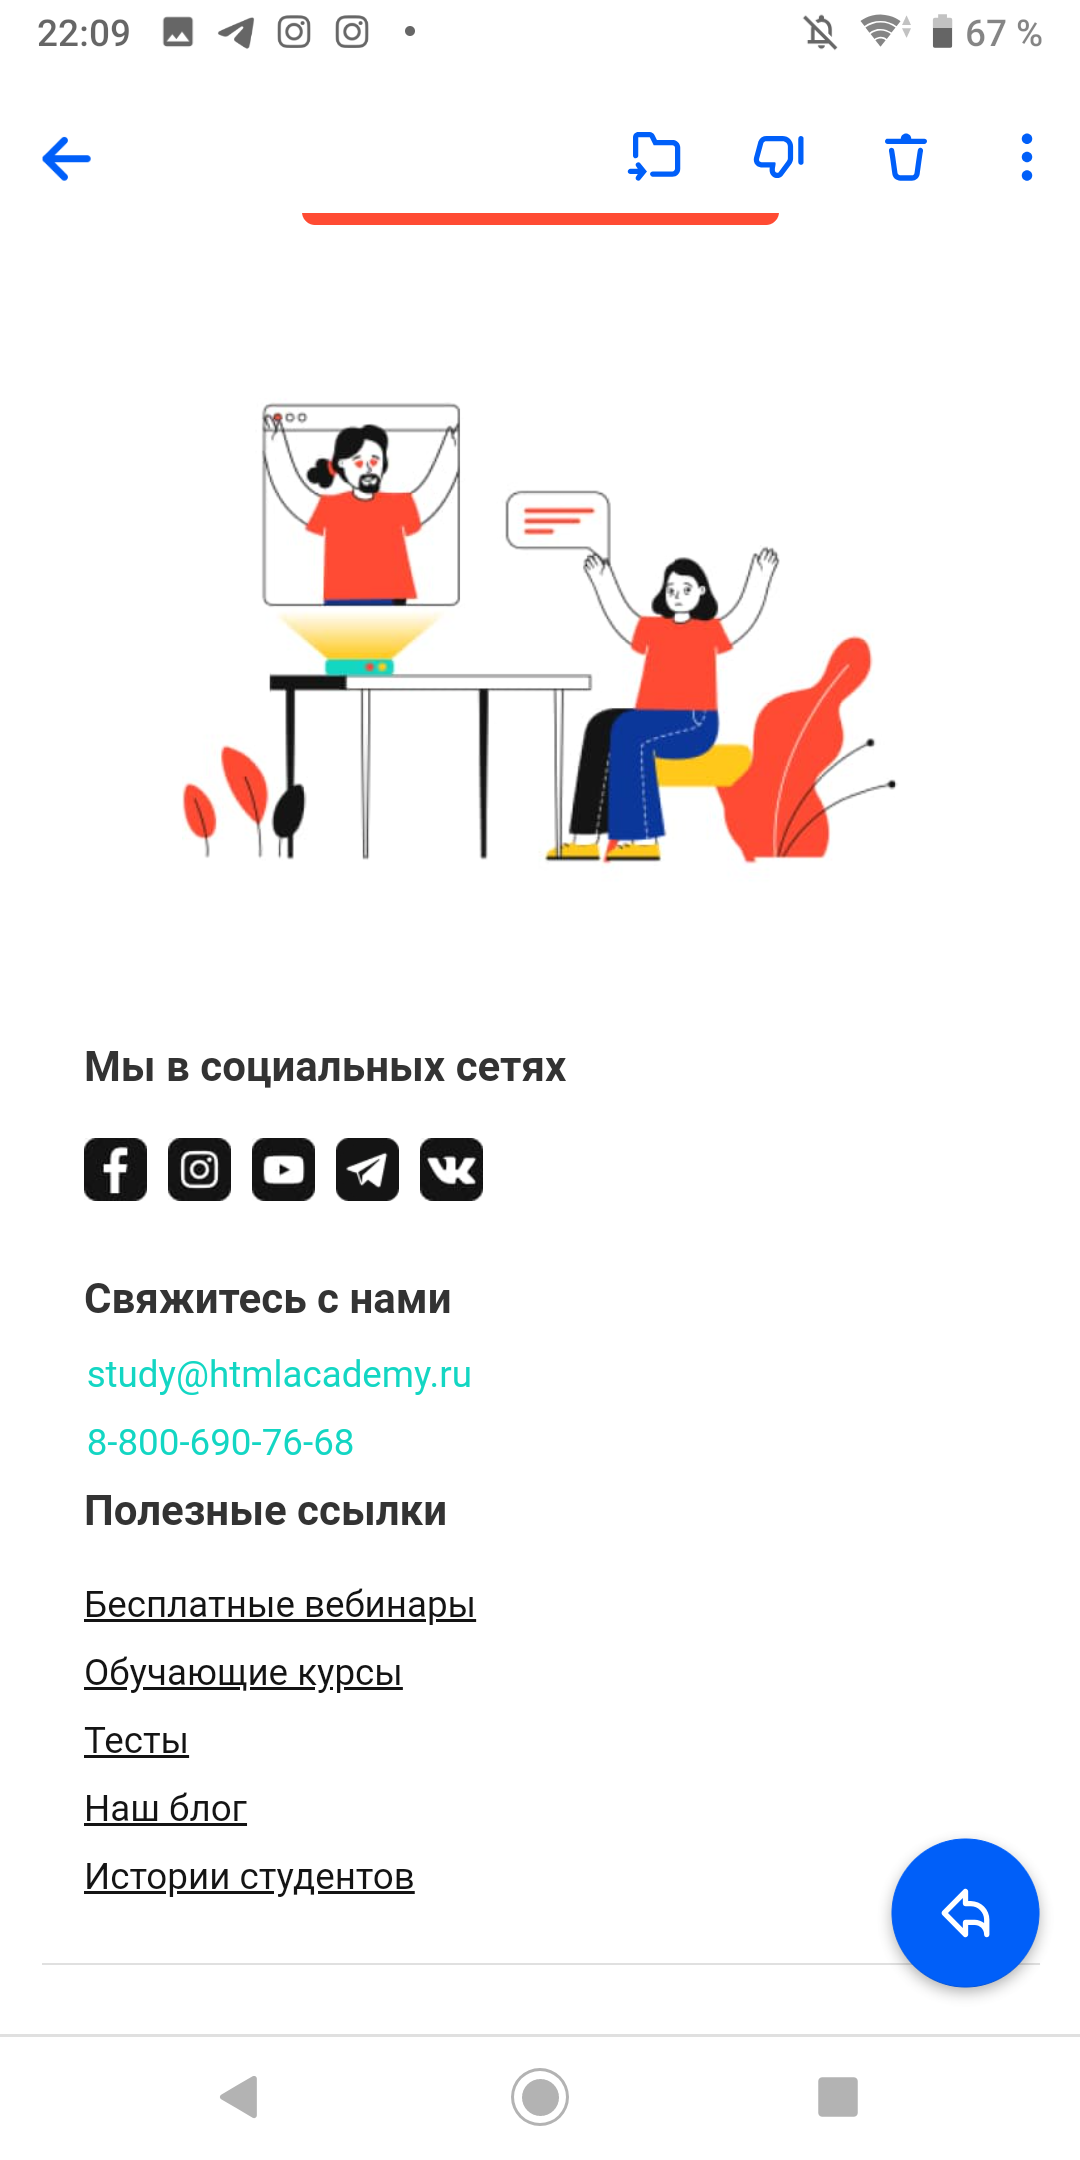 22:09
67 %
Мы в социальных сетях
Свяжитесь с нами
study@htmlacademy.ru
8-800-690-76-68
Полезные ссылки
Бесплатные вебинары
Обучающие курсы
Тесты
Наш блог
Истории студентов